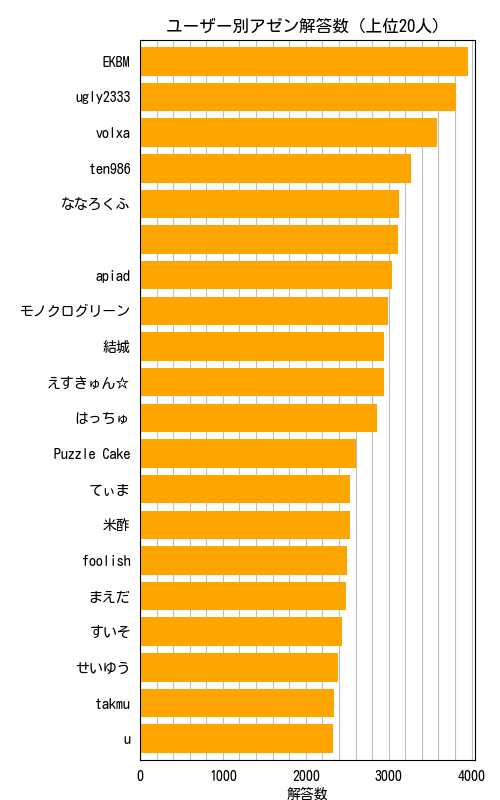 ユーザー別アゼン解答数 (上位20人)
EKBM
ugly2333
volxa
ten986
ななろくふ
apiad
モノクログリーン
結城
えすきゅん☆
はっちゅ
Puzzle Cake
てぃま
米酢
foolish
まえだ
すいそ
せいゆう
takmu
u
0 1000 2000 3000 4000
解答数